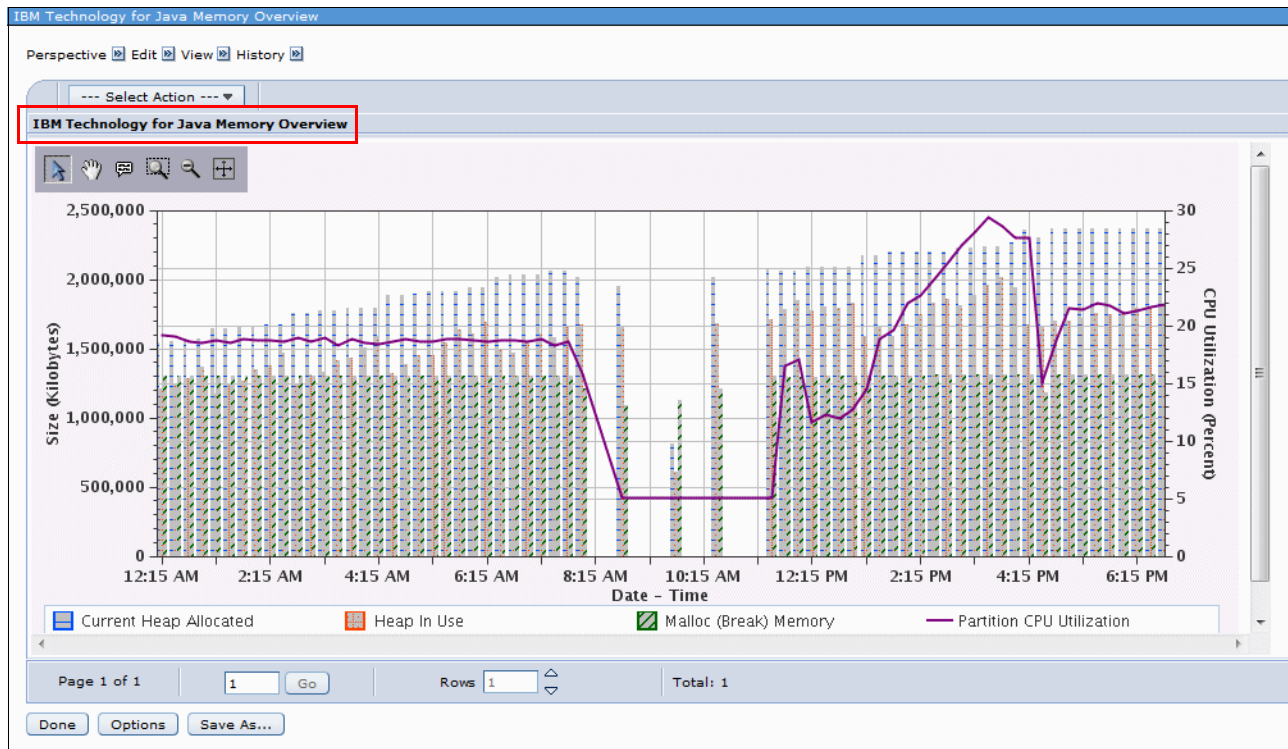 IBM Technology for Java Memory Overview
Perspective Edit View History
--- Select Action ---
IBM Technology for Java Memory Overview
2,500,000
2,000,000
1,500,000
1,000,000
500,000
0
Size (Kilobytes)
30
25
20
15
10
5
0
CPU Utilization (Percent)
12:15 AM 2:15 AM 4:15 AM 6:15 AM 8:15 AM 10:15 AM 12:15 PM 2:15 PM 4:15 PM 6:15 PM
Date - Time
Current Heap Allocated Heap In Use Malloc (Break) Memory Partition CPU Utilization
Page 1 of 1 1 Go Rows 1 Total: 1
Done Options Save As...